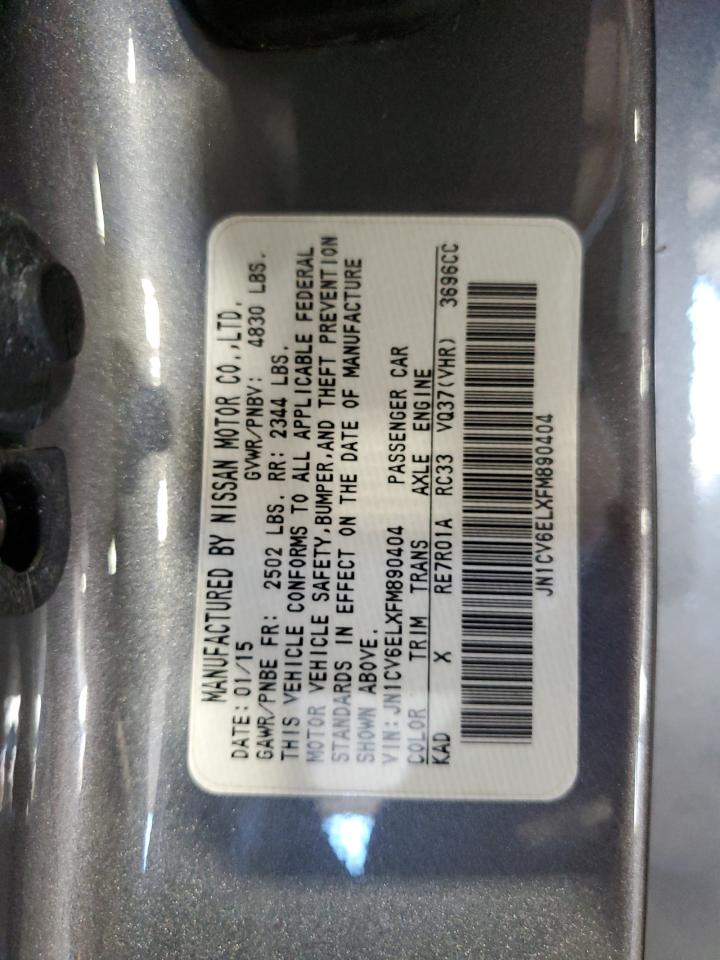 MANUFACTURED BY NISSAN MOTOR CO.,LTD.
DATE: 01/15 GVWR/PNBV: 4830 LBS.
GAWR/PNBE FR: 2502 LBS. RR: 2344 LBS.
THIS VEHICLE CONFORMS TO ALL APPLICABLE FEDERAL
MOTOR VEHICLE SAFETY,BUMPER,AND THEFT PREVENTION
STANDARDS IN EFFECT ON THE DATE OF MANUFACTURE
SHOWN ABOVE.
VIN: JN1CV6ELXFM890404 PASSENGER CAR
COLOR TRIM TRANS AXLE ENGINE
KAD X RE7R01A RC33 VQ37(VHR) 3696CC
JN1CV6ELXFM890404